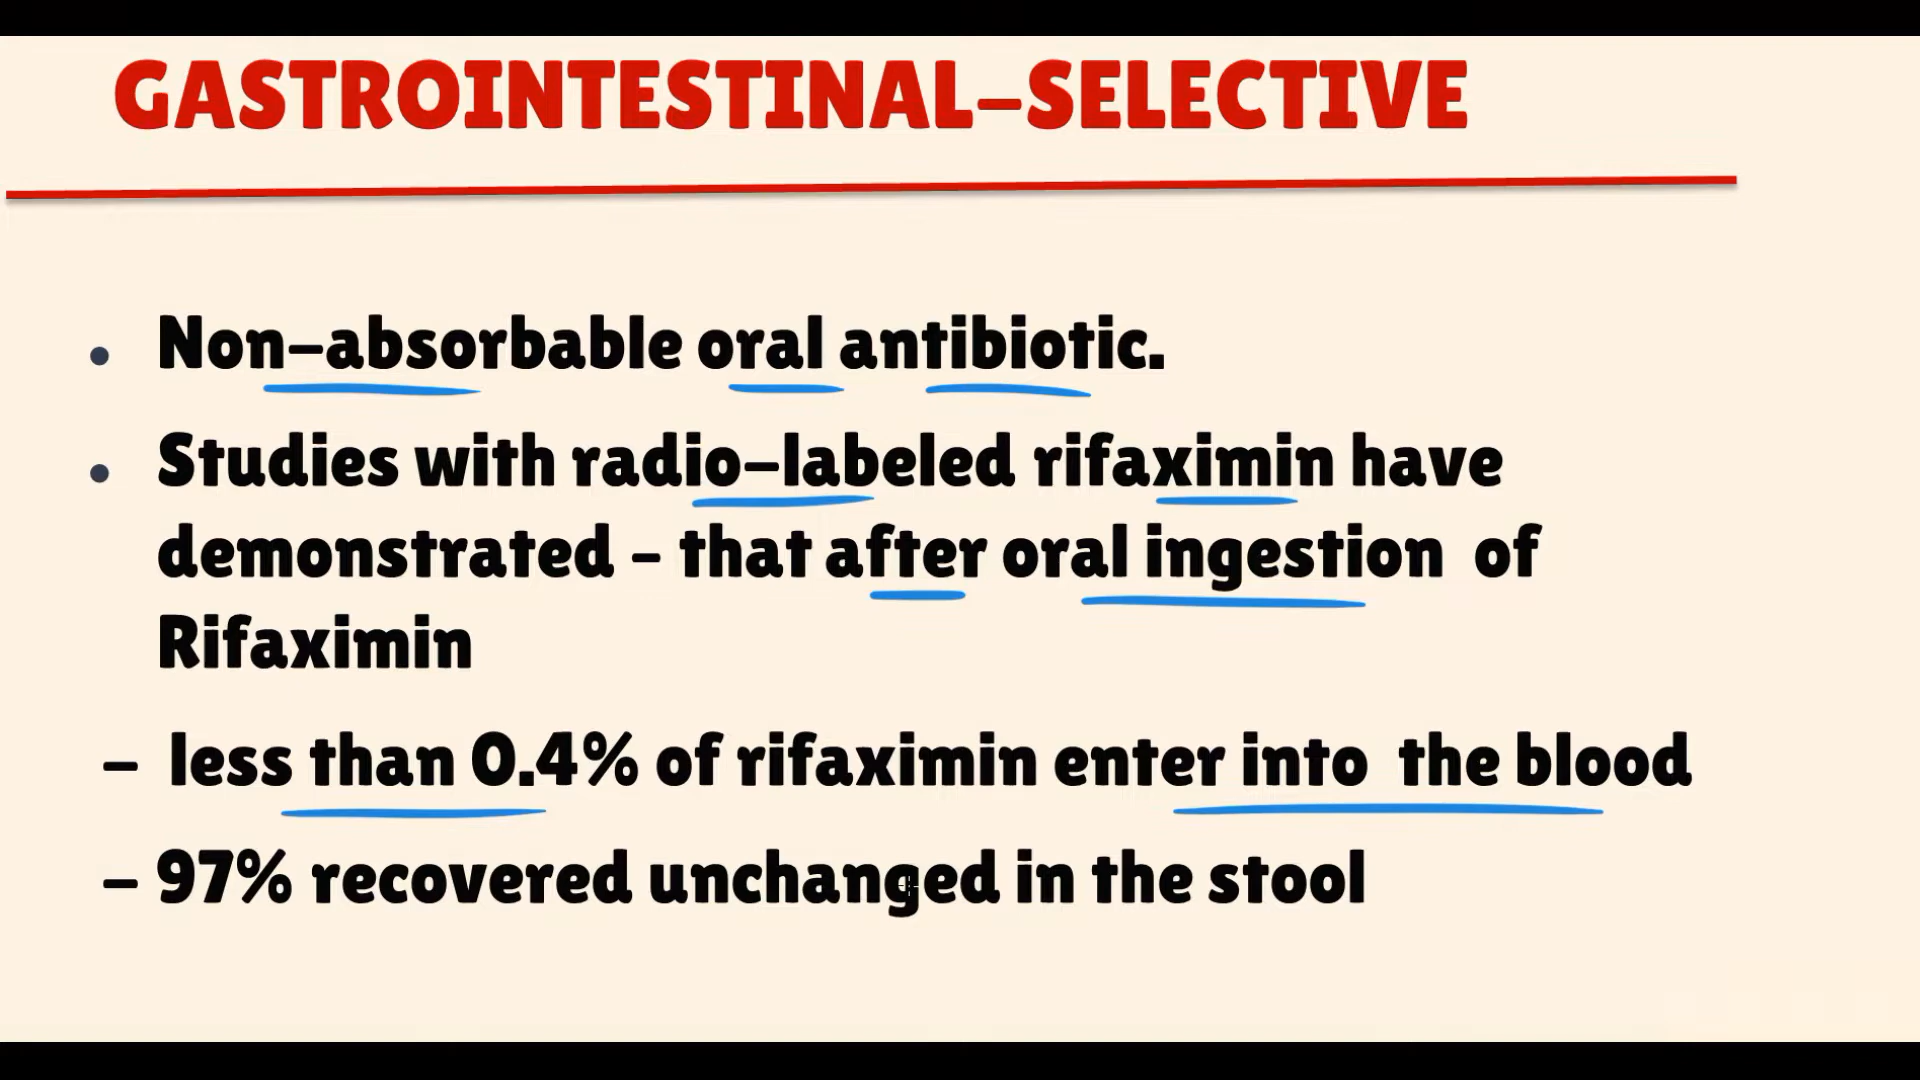 GASTROINTESTINAL-SELECTIVE
• Non-absorbable oral antibiotic.
• Studies with radio-labeled rifaximin have
demonstrated - that after oral ingestion of
Rifaximin
- less than 0.4% of rifaximin enter into the blood
- 97% recovered unchanged in the stool